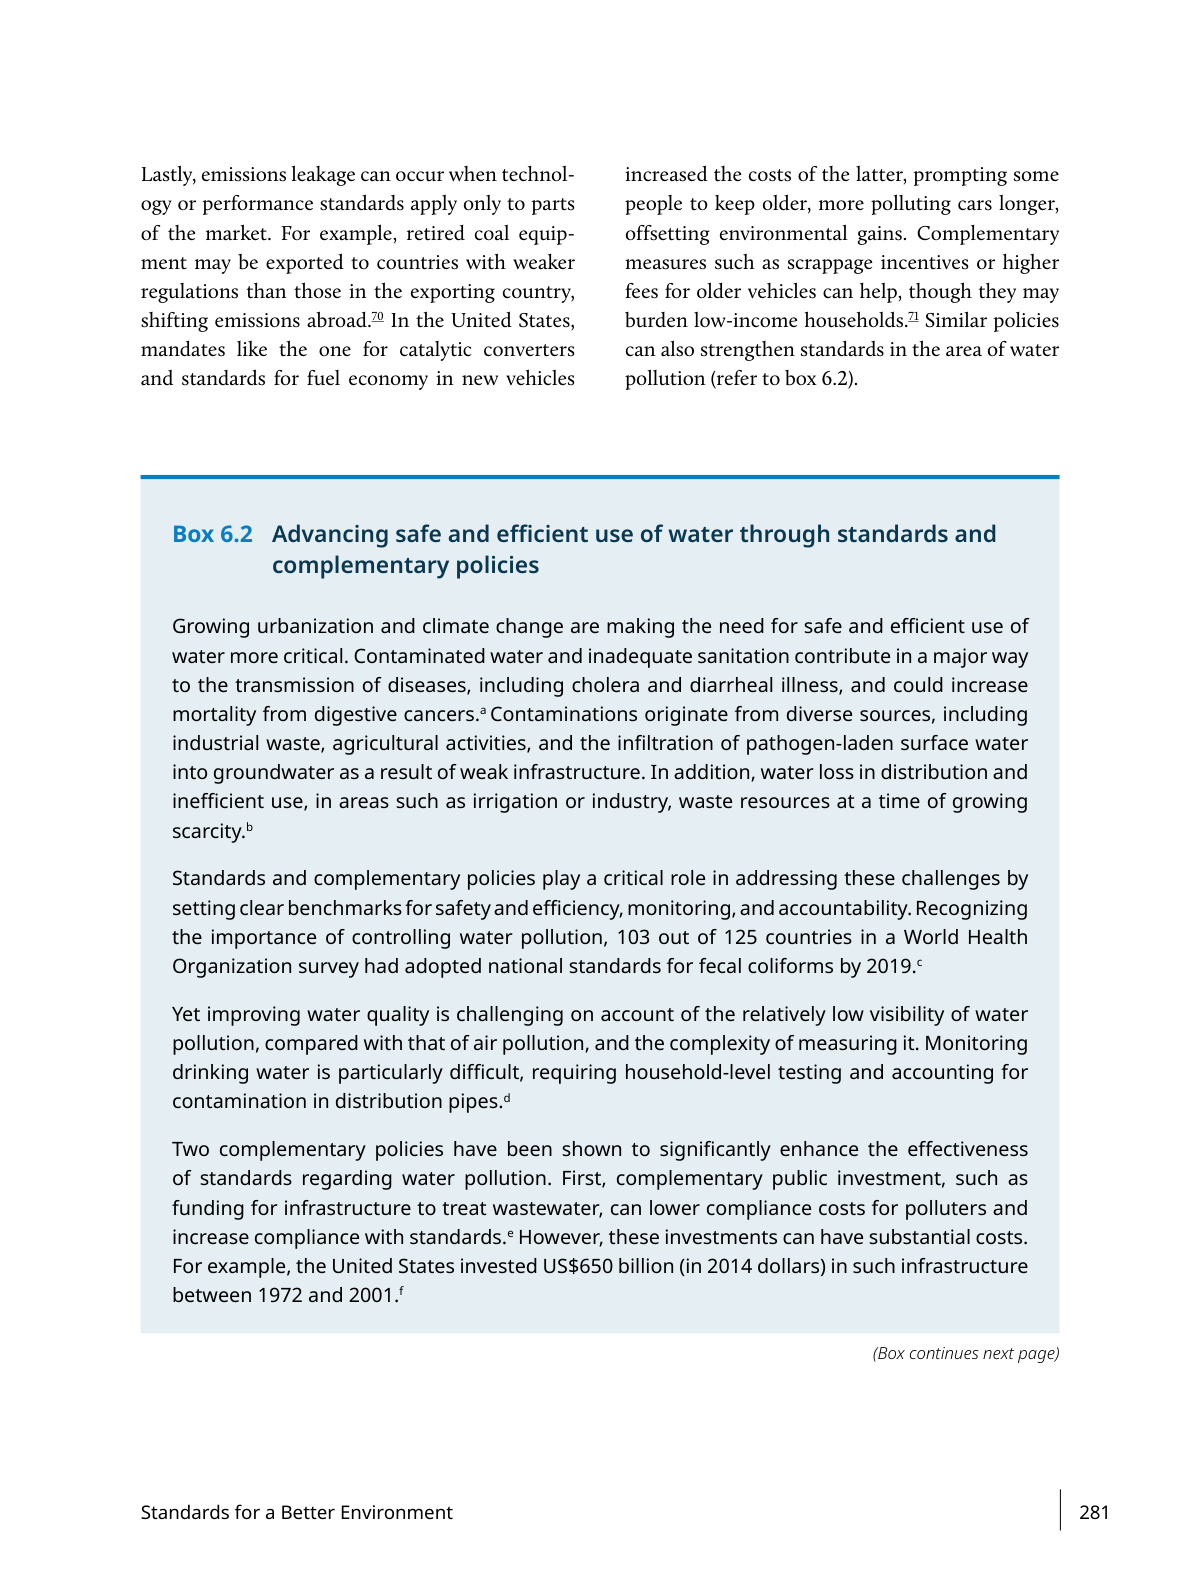 Lastly, emissions leakage can occur when technol-
ogy or performance standards apply only to parts
of the market. For example, retired coal equip-
ment may be exported to countries with weaker
regulations than those in the exporting country,
shifting emissions abroad.70 In the United States,
mandates like the one for catalytic converters
and standards for fuel economy in new vehicles
increased the costs of the latter, prompting some
people to keep older, more polluting cars longer,
offsetting environmental gains. Complementary
measures such as scrappage incentives or higher
fees for older vehicles can help, though they may
burden low-income households.71 Similar policies
can also strengthen standards in the area of water
pollution (refer to box 6.2).
Box 6.2 Advancing safe and efficient use of water through standards and
complementary policies
Growing urbanization and climate change are making the need for safe and efficient use of
water more critical. Contaminated water and inadequate sanitation contribute in a major way
to the transmission of diseases, including cholera and diarrheal illness, and could increase
mortality from digestive cancers.a Contaminations originate from diverse sources, including
industrial waste, agricultural activities, and the infiltration of pathogen-laden surface water
into groundwater as a result of weak infrastructure. In addition, water loss in distribution and
inefficient use, in areas such as irrigation or industry, waste resources at a time of growing
scarcity.b
Standards and complementary policies play a critical role in addressing these challenges by
setting clear benchmarks for safety and efficiency, monitoring, and accountability. Recognizing
the importance of controlling water pollution, 103 out of 125 countries in a World Health
Organization survey had adopted national standards for fecal coliforms by 2019.c
Yet improving water quality is challenging on account of the relatively low visibility of water
pollution, compared with that of air pollution, and the complexity of measuring it. Monitoring
drinking water is particularly difficult, requiring household-level testing and accounting for
contamination in distribution pipes.d
Two complementary policies have been shown to significantly enhance the effectiveness
of standards regarding water pollution. First, complementary public investment, such as
funding for infrastructure to treat wastewater, can lower compliance costs for polluters and
increase compliance with standards.e However, these investments can have substantial costs.
For example, the United States invested US$650 billion (in 2014 dollars) in such infrastructure
between 1972 and 2001.f
(Box continues next page)
Standards for a Better Environment
281